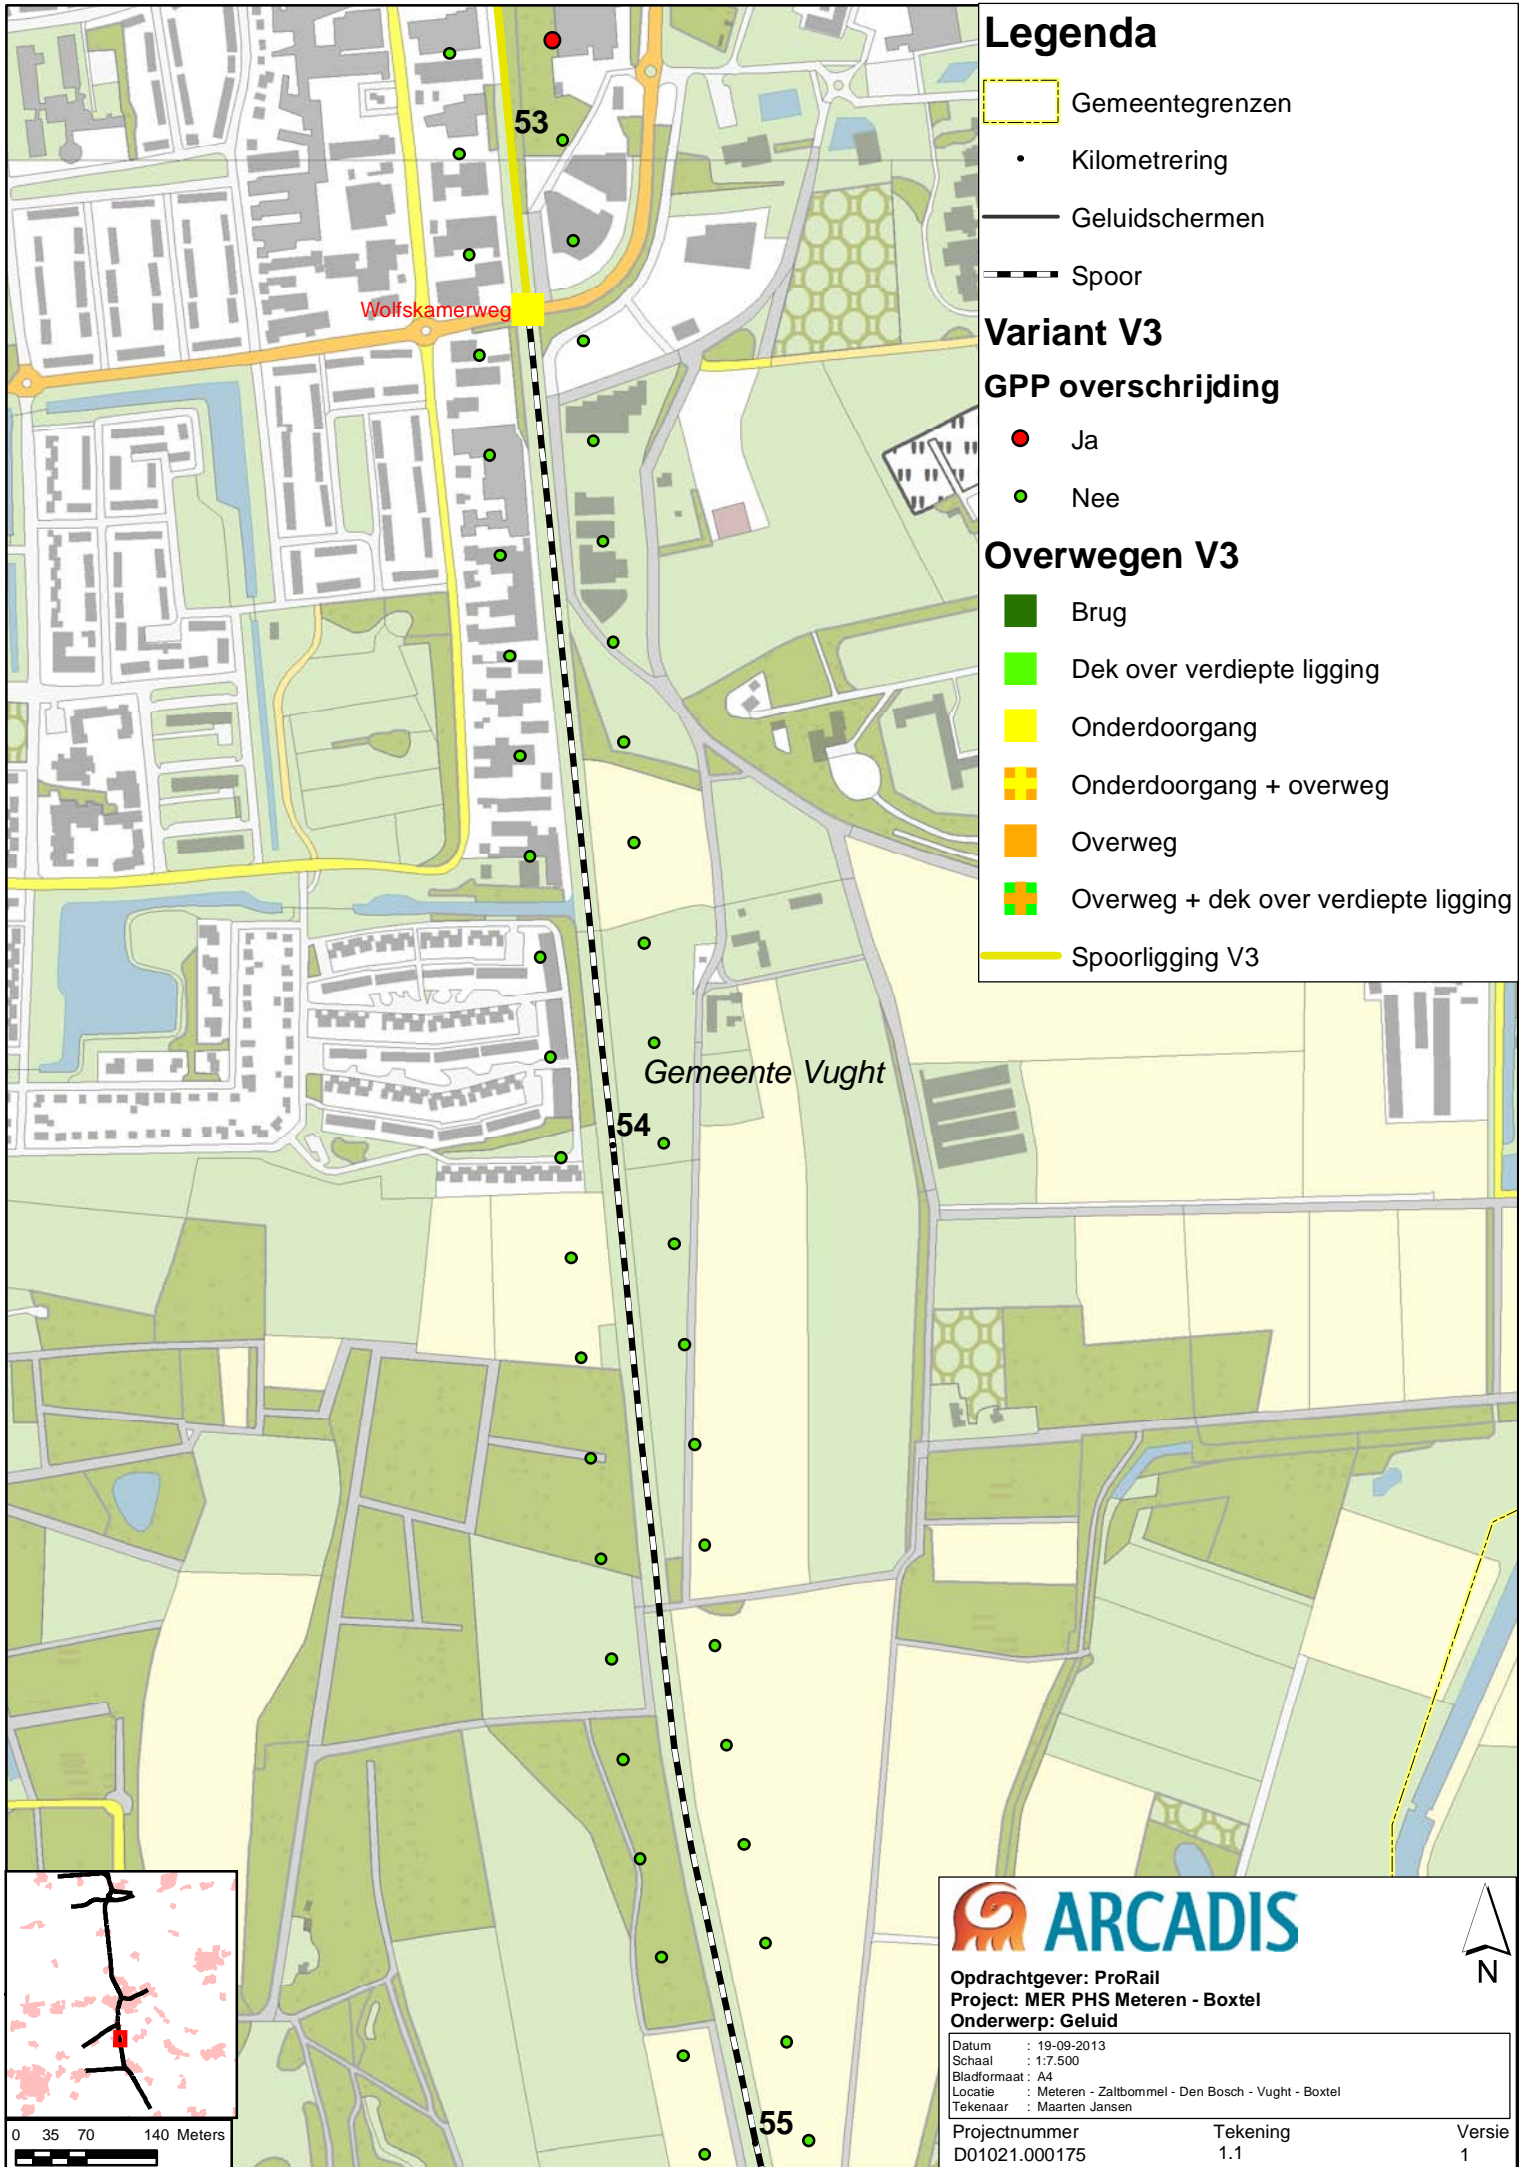 Legenda
Gemeentegrenzen
Kilometrering
Geluidschermen
Spoor
Variant V3
GPP overschrijding
Ja
Nee
Overwegen V3
Brug
Dek over verdiepte ligging
Onderdoorgang
Onderdoorgang + overweg
Overweg
Overweg + dek over verdiepte ligging
Spoorligging V3
53
Wolfskamerweg
Gemeente Vught
54
55
0 35 70 140 Meters
ARCADIS
N
Opdrachtgever: ProRail
Project: MER PHS Meteren - Boxtel
Onderwerp: Geluid
Datum : 19-09-2013
Schaal : 1:7.500
Bladformaat : A4
Locatie : Meteren - Zaltbommel - Den Bosch - Vught - Boxtel
Tekenaar : Maarten Jansen
Projectnummer Tekening Versie
D01021.000175 1.1 1